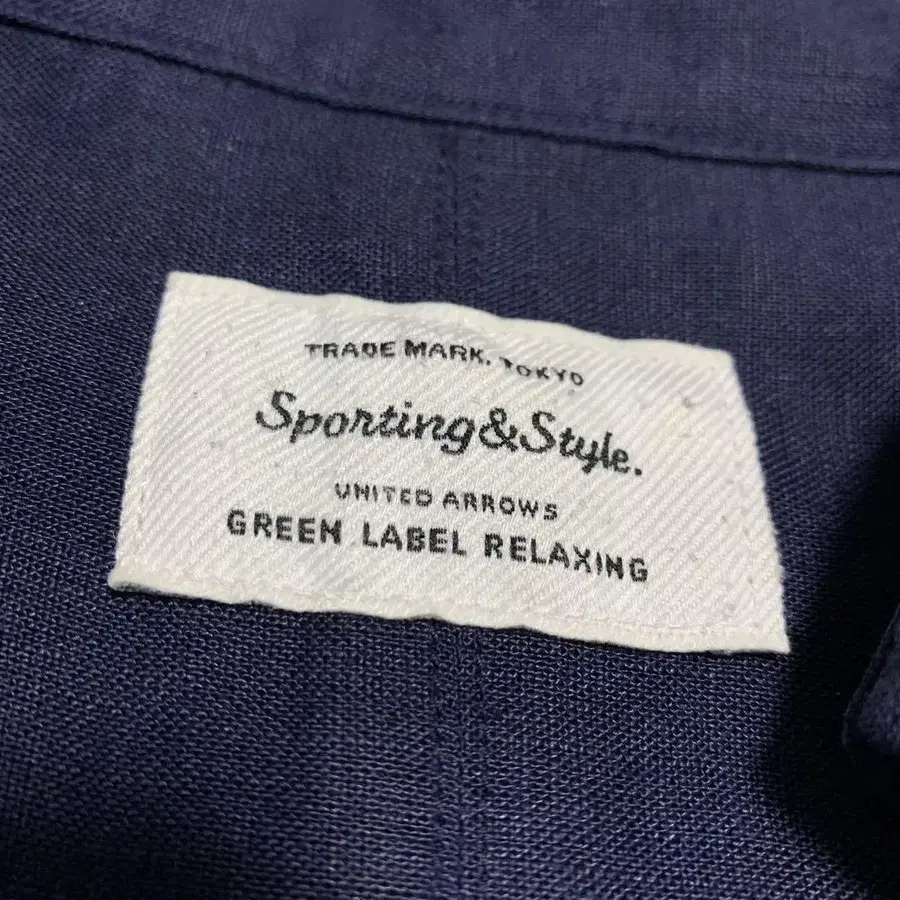 TRADE MARK. TOKYO
Sporting&Style.
UNITED ARROWS
GREEN LABEL RELAXING